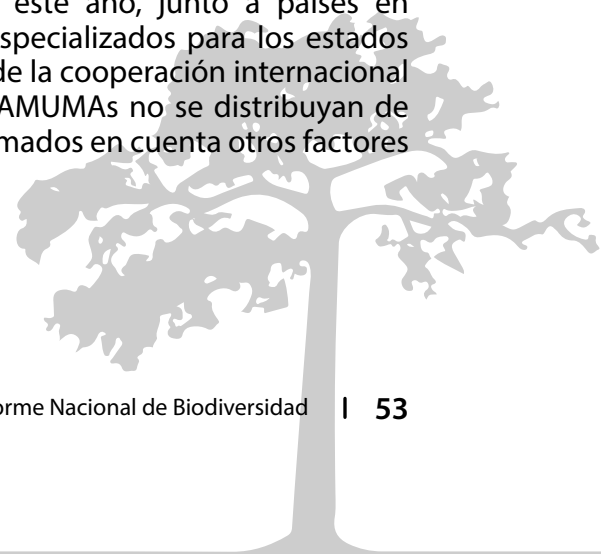 este año, junto a países en
specializados para los estados
de la cooperación internacional
AMUMAs no se distribuyan de
mados en cuenta otros factores
orme Nacional de Biodiversidad | 53